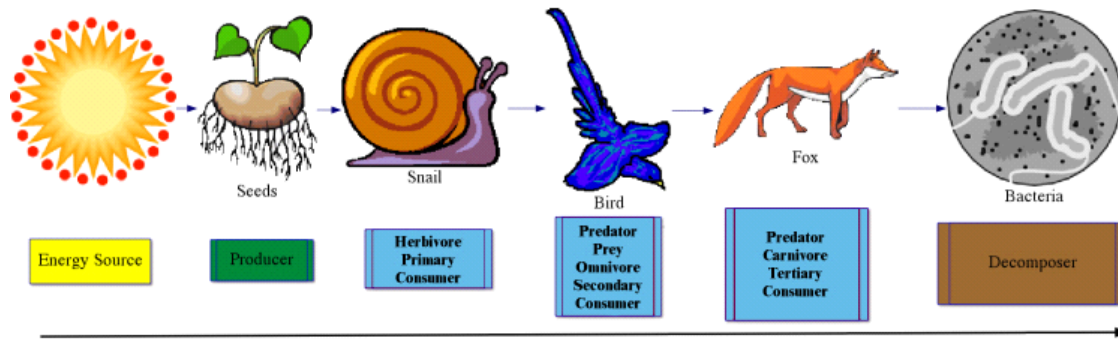 Seeds
Snail
Bird
Fox
Bacteria
Energy Source
Producer
Herbivore
Primary
Consumer
Predator
Prey
Omnivore
Secondary
Consumer
Predator
Carnivore
Tertiary
Consumer
Decomposer